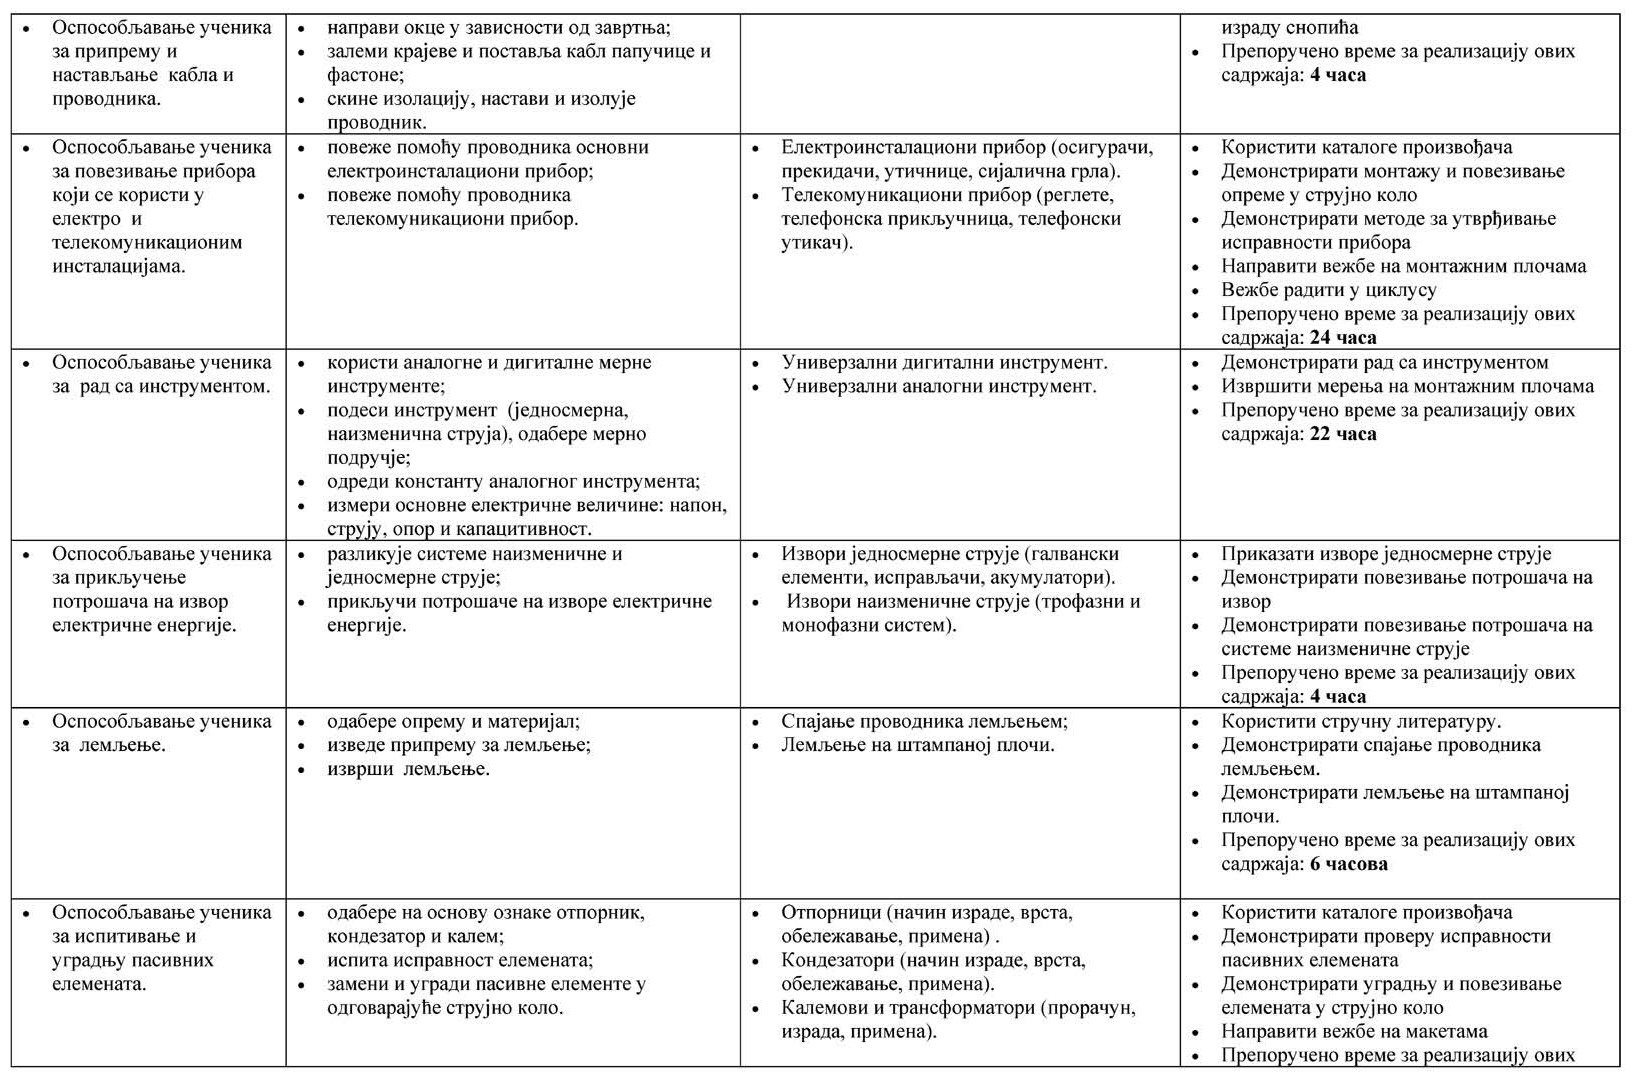 Оспособљавање ученика
за припрему и
настављање кабла и
проводника.
направи окце у зависности од завртња;
залеми крајеве и поставља кабл папучице и
фастоне;
скине изолацију, настави и изолује
проводник.
израду снопића
Препоручено време за реализацију ових
садржаја: 4 часа
Оспособљавање ученика
за повезивање прибора
који се користи у
електро и
телекомуникационим
инсталацијама.
повеже помоћу проводника основни
електроинсталациони прибор;
повеже помоћу проводника
телекомуникациони прибор.
Електроинсталациони прибор (осигурачи,
прекидачи, утичнице, сијалична грла).
Телекомуникациони прибор (реглете,
телефонска прикључница, телефонски
утикач).
Користити каталоге произвођача
Демонстрирати монтажу и повезивање
опреме у струјно коло
Демонстрирати методе за утврђивање
исправности прибора
Направити вежбе на монтажним плочама
Вежбе радити у циклусу
Препоручено време за реализацију ових
садржаја: 24 часа
Оспособљавање ученика
за рад са инструментом.
користи аналогне и дигиталне мерне
инструменте;
подеси инструмент (једносмерна,
наизменична струја), одабере мерно
подручје;
одреди константу аналогног инструмента;
измери основне електричне величине: напон,
струју, опор и капацитивност.
Универзални дигитални инструмент.
Универзални аналогни инструмент.
Демонстрирати рад са инструментом
Извршити мерења на монтажним плочама
Препоручено време за реализацију ових
садржаја: 22 часа
Оспособљавање ученика
за прикључење
потрошача на извор
електричне енергије.
разликује системе наизменичне и
једносмерне струје;
прикључи потрошаче на изворе електричне
енергије.
Извори једносмерне струје (галвански
елементи, исправљачи, акумулатори).
Извори наизменичне струје (трофазни и
монофазни систем).
Приказати изворе једносмерне струје
Демонстрирати повезивање потрошача на
извор
Демонстрирати повезивање потрошача на
системе наизменичне струје
Препоручено време за реализацију ових
садржаја: 4 часа
Оспособљавање ученика
за лемљење.
одабере опрему и материјал;
изведе припрему за лемљење;
изврши лемљење.
Спајање проводника лемљењем;
Лемљење на штампаној плочи.
Користити стручну литературу.
Демонстрирати спајање проводника
лемљењем.
Демонстрирати лемљење на штампаној
плочи.
Препоручено време за реализацију ових
садржаја: 6 часова
Оспособљавање ученика
за испитивање и
уградњу пасивних
елемената.
одабере на основу ознаке отпорник,
кондезатор и калем;
испита исправност елемената;
замени и угради пасивне елементе у
одговарајуће струјно коло.
Отпорници (начин израде, врста,
обележавање, примена) .
Кондезатори (начин израде, врста,
обележавање, примена).
Калемови и трансформатори (прорачун,
израда, примена).
Користити каталоге произвођача
Демонстрирати проверу исправности
пасивних елемената
Демонстрирати уградњу и повезивање
елемената у струјно коло
Направити вежбе на макетама
Препоручено време за реализацију ових